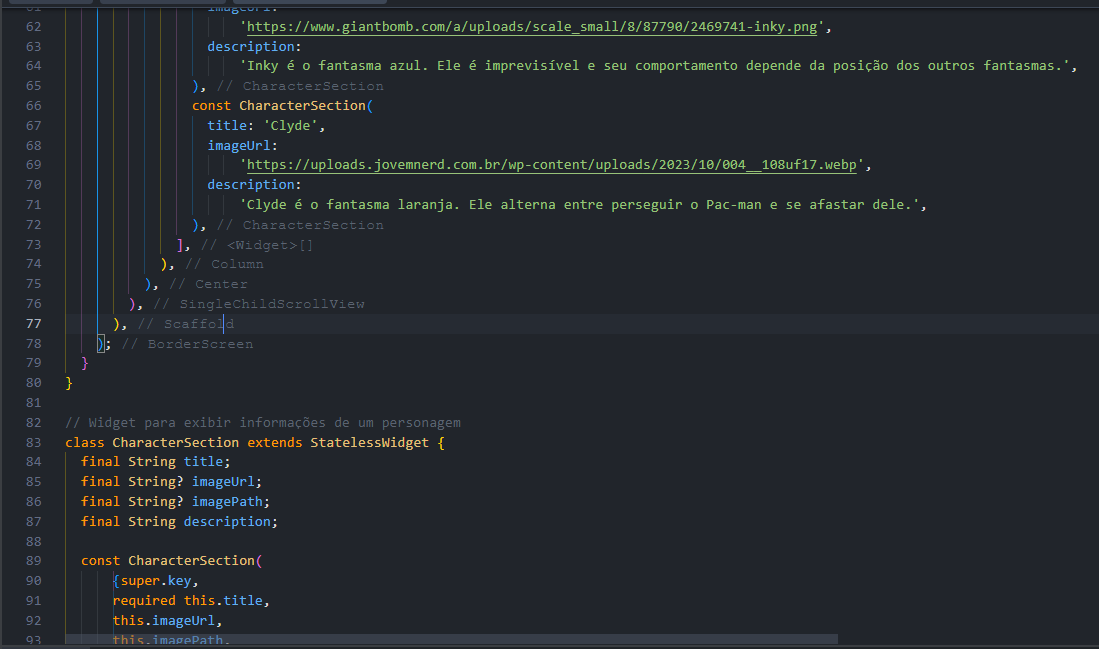 61 imageUrl:
62 'https://www.giantbomb.com/a/uploads/scale_small/8/87790/2469741-inky.png',
63 description:
64 'Inky é o fantasma azul. Ele é imprevisível e seu comportamento depende da posição dos outros fantasmas.',
65 ), // CharacterSection
66 const CharacterSection(
67 title: 'Clyde',
68 imageUrl:
69 'https://uploads.jovemnerd.com.br/wp-content/uploads/2023/10/004__108uf17.webp',
70 description:
71 'Clyde é o fantasma laranja. Ele alterna entre perseguir o Pac-man e se afastar dele.',
72 ), // CharacterSection
73 ], // <Widget>[]
74 ), // Column
75 ), // Center
76 ), // SingleChildScrollView
77 ), // Scaffold
78 ); // BorderScreen
79 }
80 }
81
82 // Widget para exibir informações de um personagem
83 class CharacterSection extends StatelessWidget {
84 final String title;
85 final String? imageUrl;
86 final String? imagePath;
87 final String description;
88
89 const CharacterSection(
90 {super.key,
91 required this.title,
92 this.imageUrl,
93 this.imagePath,